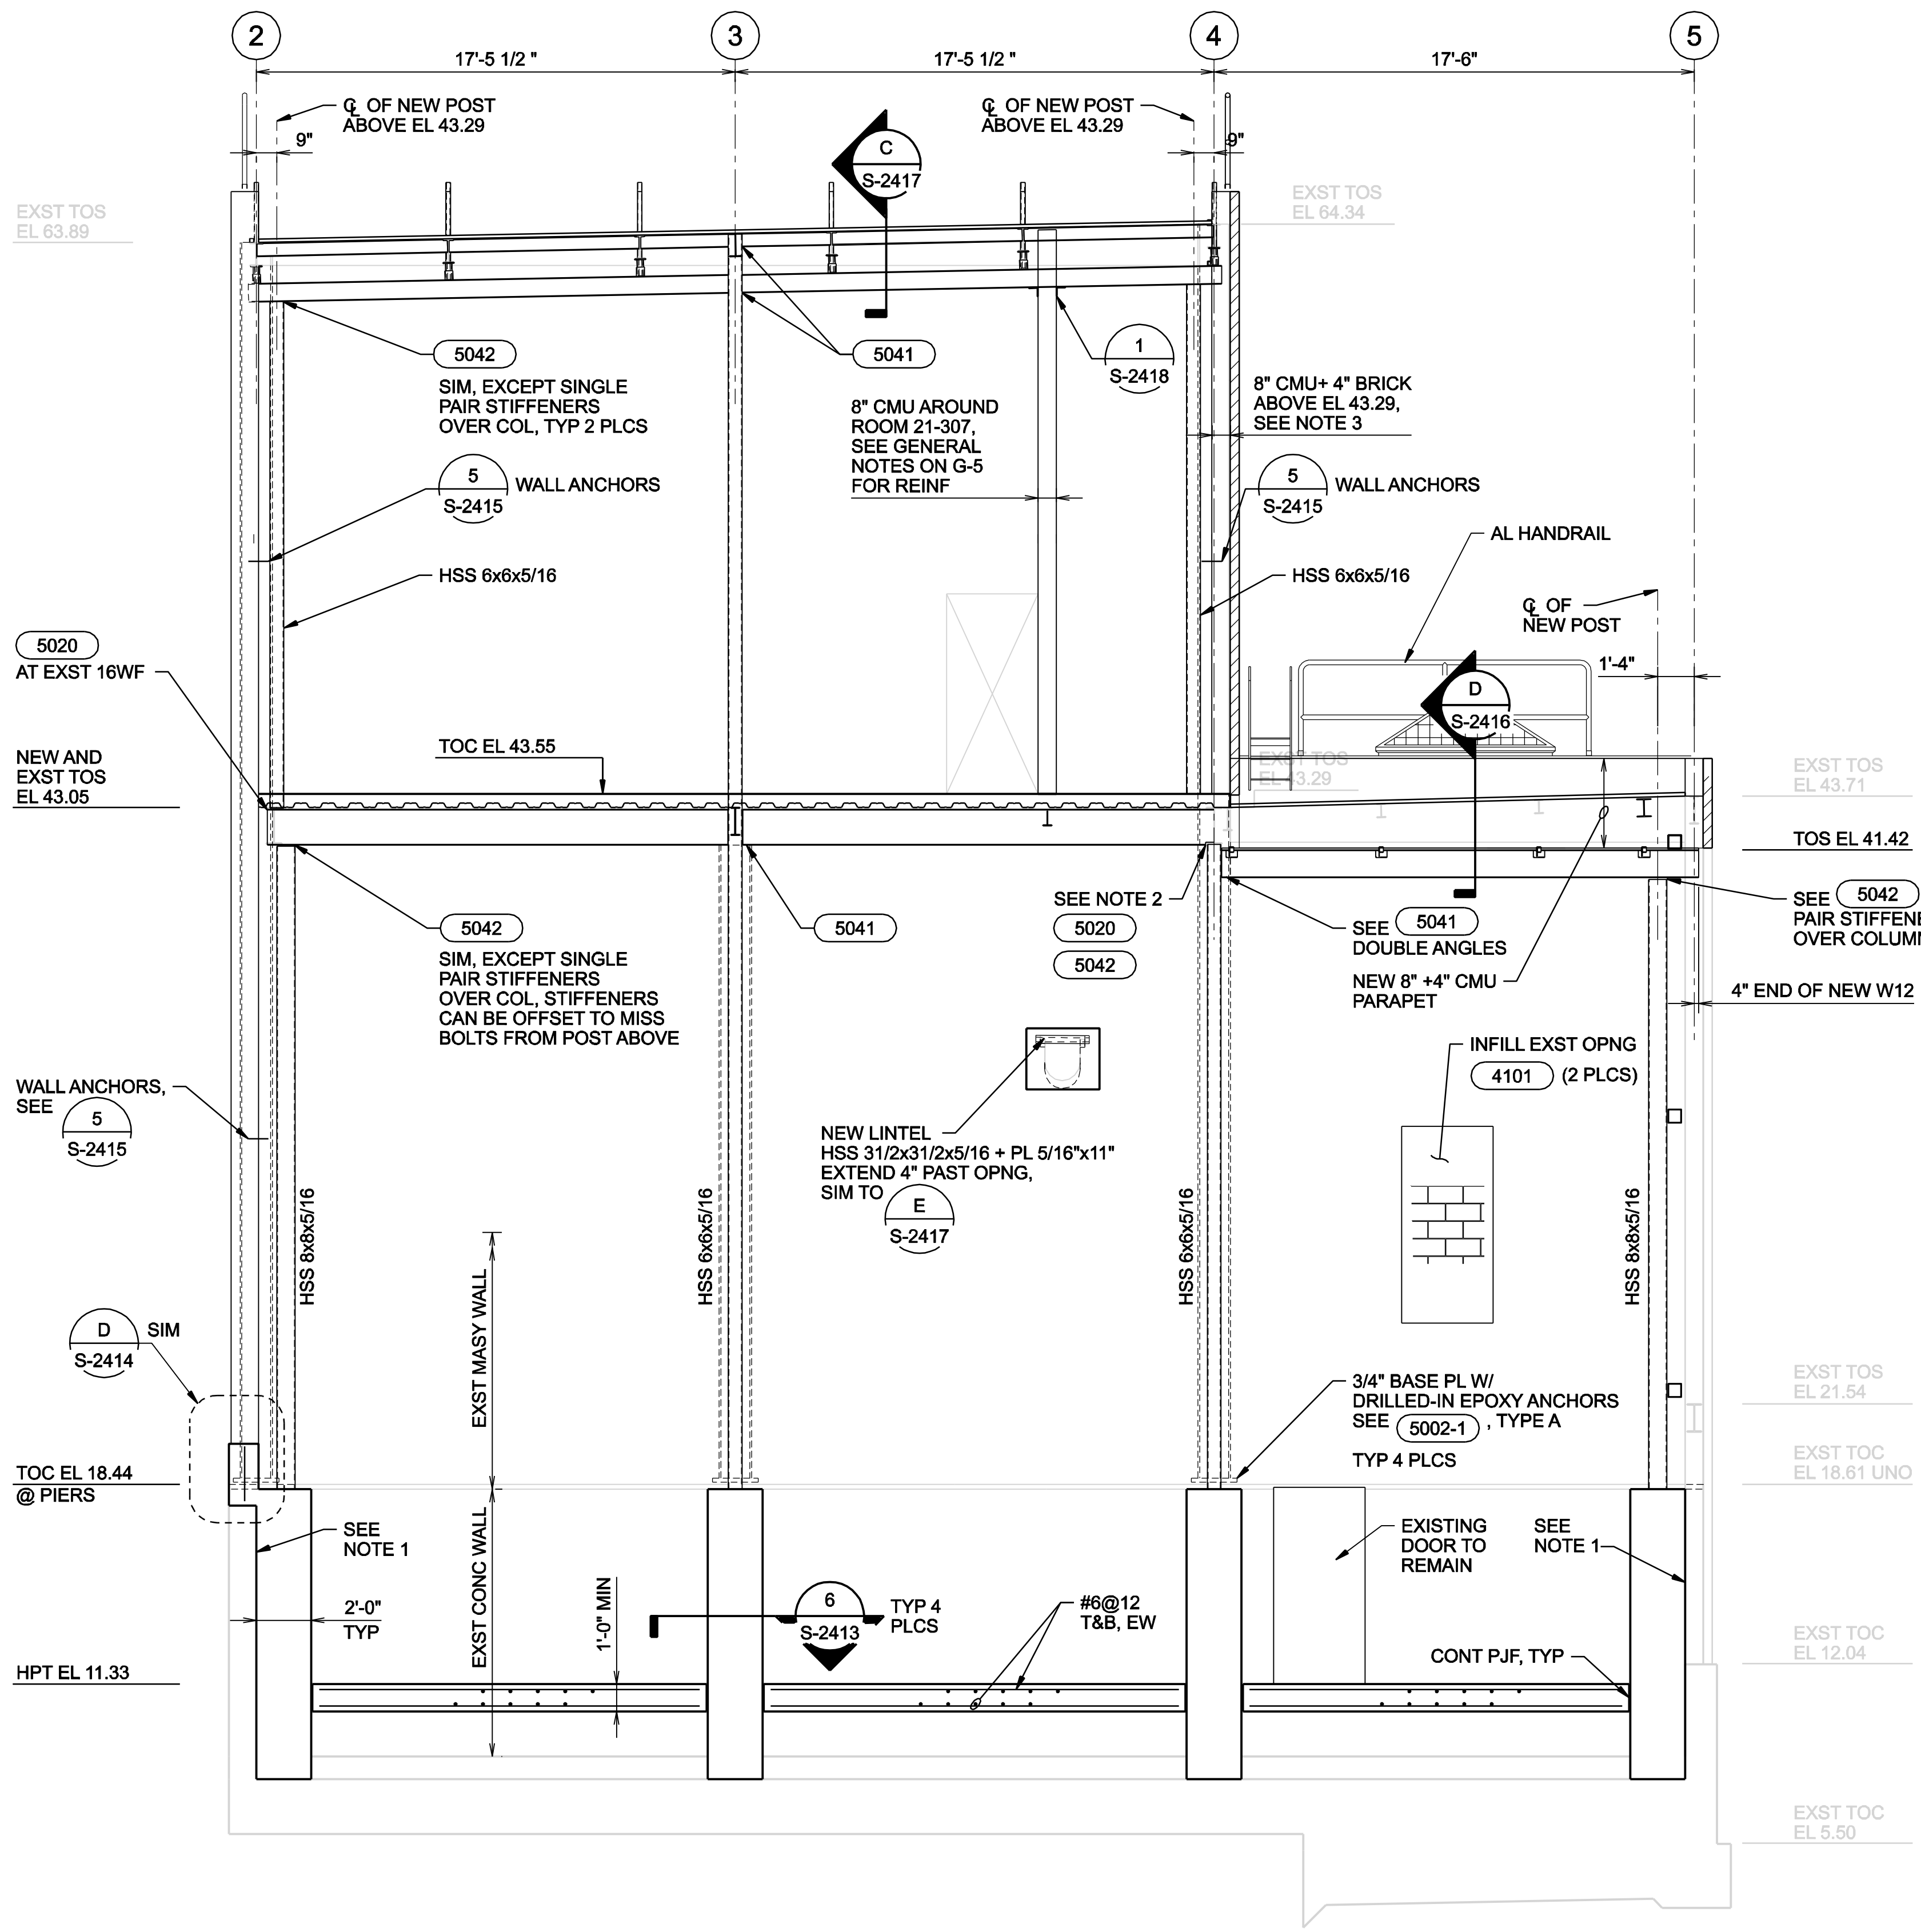 2
3
4
5
17'-5 1/2 "
17'-5 1/2 "
17'-6"
℄ OF NEW POST
ABOVE EL 43.29
9"
℄ OF NEW POST
ABOVE EL 43.29
9"
C
S-2417
EXST TOS
EL 63.89
EXST TOS
EL 64.34
5042
SIM, EXCEPT SINGLE
PAIR STIFFENERS
OVER COL, TYP 2 PLCS
5041
1
S-2418
8" CMU AROUND
ROOM 21-307,
SEE GENERAL
NOTES ON G-5
FOR REINF
8" CMU+ 4" BRICK
ABOVE EL 43.29,
SEE NOTE 3
5
S-2415
WALL ANCHORS
5
S-2415
WALL ANCHORS
HSS 6x6x5/16
HSS 6x6x5/16
AL HANDRAIL
℄ OF
NEW POST
1'-4"
5020
AT EXST 16WF
D
S-2416
NEW AND
EXST TOS
EL 43.05
TOC EL 43.55
EXST TOS
EL 43.29
EXST TOS
EL 43.71
TOS EL 41.42
5042
SIM, EXCEPT SINGLE
PAIR STIFFENERS
OVER COL, STIFFENERS
CAN BE OFFSET TO MISS
BOLTS FROM POST ABOVE
5041
SEE NOTE 2
5020
5042
SEE 5041
DOUBLE ANGLES
NEW 8" +4" CMU
PARAPET
SEE 5042
PAIR STIFFENE
OVER COLUM
4" END OF NEW W12
INFILL EXST OPNG
4101 (2 PLCS)
WALL ANCHORS,
SEE
5
S-2415
NEW LINTEL
HSS 31/2x31/2x5/16 + PL 5/16"x11"
EXTEND 4" PAST OPNG,
SIM TO
E
S-2417
HSS 8x8x5/16
HSS 6x6x5/16
HSS 6x6x5/16
HSS 8x8x5/16
EXST MASY WALL
D
S-2414
SIM
3/4" BASE PL W/
DRILLED-IN EPOXY ANCHORS
SEE 5002-1 , TYPE A
TYP 4 PLCS
EXST TOS
EL 21.54
TOC EL 18.44
@ PIERS
EXST TOC
EL 18.61 UNO
SEE
NOTE 1
EXST CONC WALL
EXISTING
DOOR TO
REMAIN
SEE
NOTE 1
2'-0"
TYP
1'-0" MIN
6
S-2413
TYP 4
PLCS
#6@12
T&B, EW
EXST TOC
EL 12.04
CONT PJF, TYP
HPT EL 11.33
EXST TOC
EL 5.50